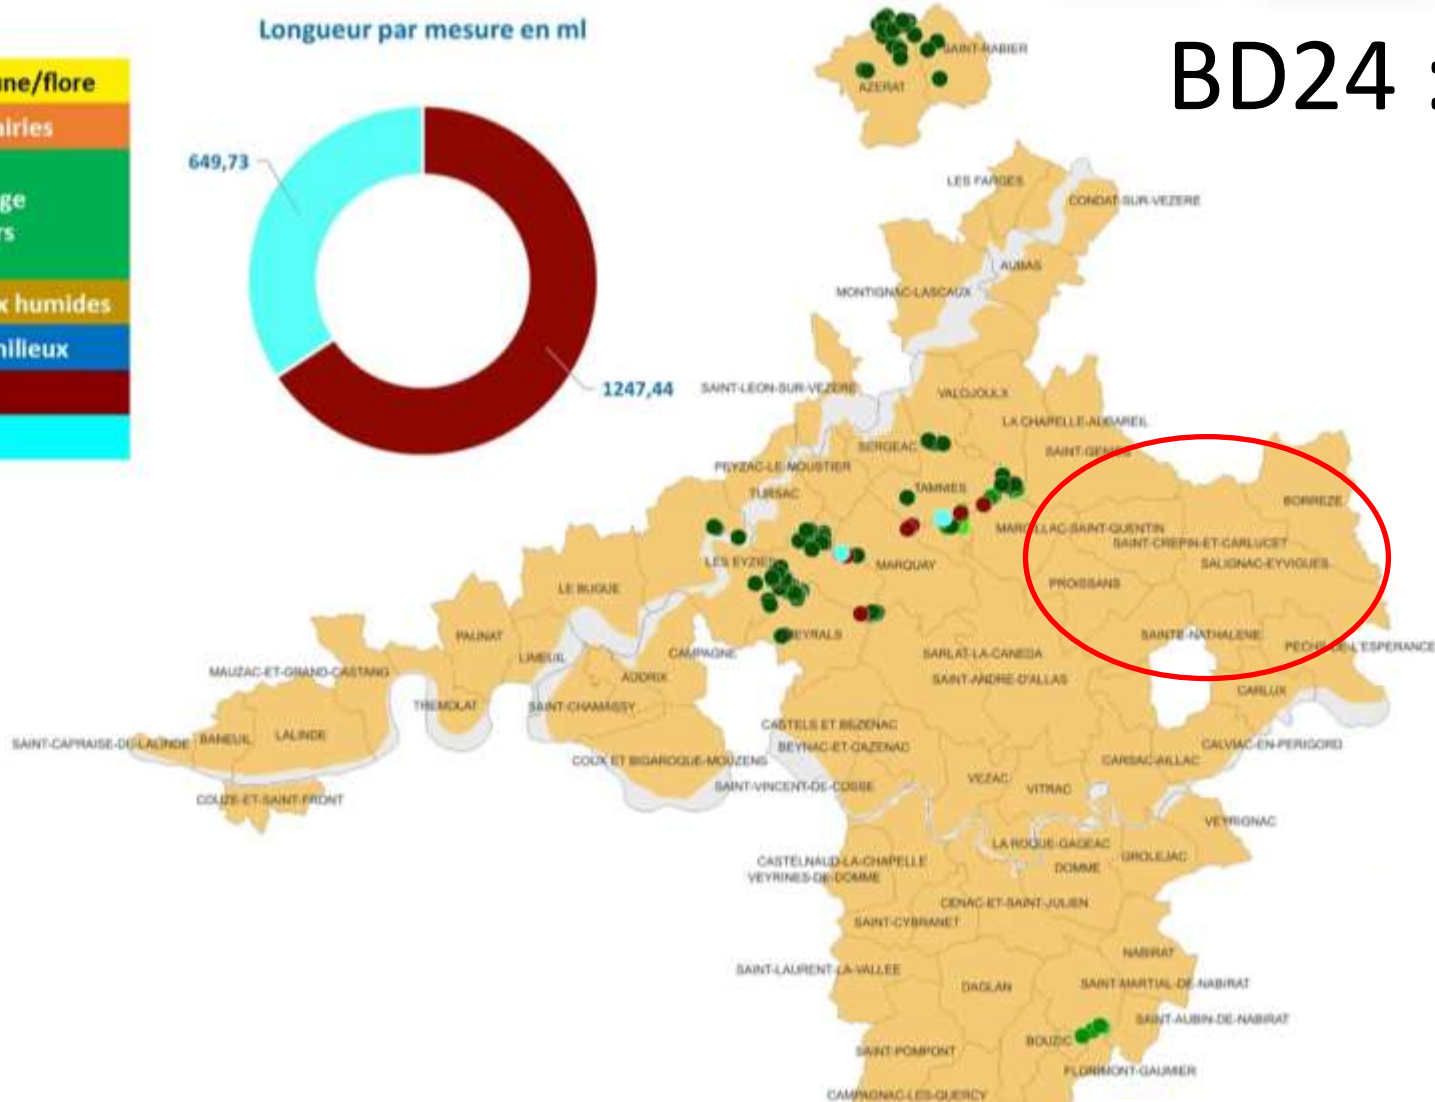 Longueur par mesure en ml
BD24 :
une/flore
airies
ge
rs
x humides
milieux
649,73
1247,44
SAINT-RABIER
AZERAT
LES FARGES
CONDAT-SUR-VEZERE
AUBAS
MONTIGNAC-LASCAUX
SAINT-LEON-SUR-VEZERE
VALOJOULX
LA CHAPELLE-AUBAREIL
SERGEAC
SAINT-GENIES
PEYZAC-LE-MOUSTIER
TURSAC
TAMNIES
BORREZE
MARCILLAC-SAINT-QUENTIN
SAINT-CREPIN-ET-CARLUCET
LES EYZIES
MARQUAY
SALIGNAC-EYVIGUES
PROISSANS
LE BUGUE
PAUNAT
MEYRALS
SAINTE-NATHALENE
PECHS-DE-L'ESPERANCE
LIMEUIL
CAMPAGNE
SARLAT-LA-CANEDA
MAUZAC-ET-GRAND-CASTANG
AUDRIX
SAINT-ANDRE-D'ALLAS
CARLUX
TREMOLAT
SAINT-CHAMASSY
CASTELS ET BEZENAC
SAINT-CAPRAISE-DE-LALINDE
BANEUIL
LALINDE
BEYNAC-ET-CAZENAC
CALVIAC-EN-PERIGORD
COUX ET BIGAROQUE-MOUZENS
CARSAC-AILLAC
VEZAC
VITRAC
SAINT-VINCENT-DE-COSSE
COUZE-ET-SAINT-FRONT
VEYRIGNAC
LA ROQUE-GAGEAC
GROLEJAC
CASTELNAUD-LA-CHAPELLE
DOMME
VEYRINES-DE-DOMME
CENAC-ET-SAINT-JULIEN
SAINT-CYBRANET
NABIRAT
SAINT-LAURENT-LA-VALLEE
DAGLAN
SAINT-MARTIAL-DE-NABIRAT
SAINT-AUBIN-DE-NABIRAT
BOUZIC
SAINT-POMPONT
FLORIMONT-GAUMIER
CAMPAGNAC-LES-QUERCY